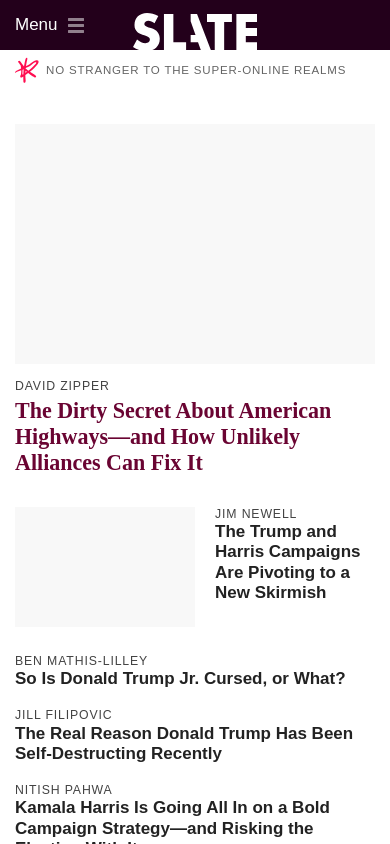 Menu
SLATE
NO STRANGER TO THE SUPER-ONLINE REALMS
DAVID ZIPPER
The Dirty Secret About American
Highways—and How Unlikely
Alliances Can Fix It
JIM NEWELL
The Trump and
Harris Campaigns
Are Pivoting to a
New Skirmish
BEN MATHIS-LILLEY
So Is Donald Trump Jr. Cursed, or What?
JILL FILIPOVIC
The Real Reason Donald Trump Has Been
Self-Destructing Recently
NITISH PAHWA
Kamala Harris Is Going All In on a Bold
Campaign Strategy—and Risking the
Election With It